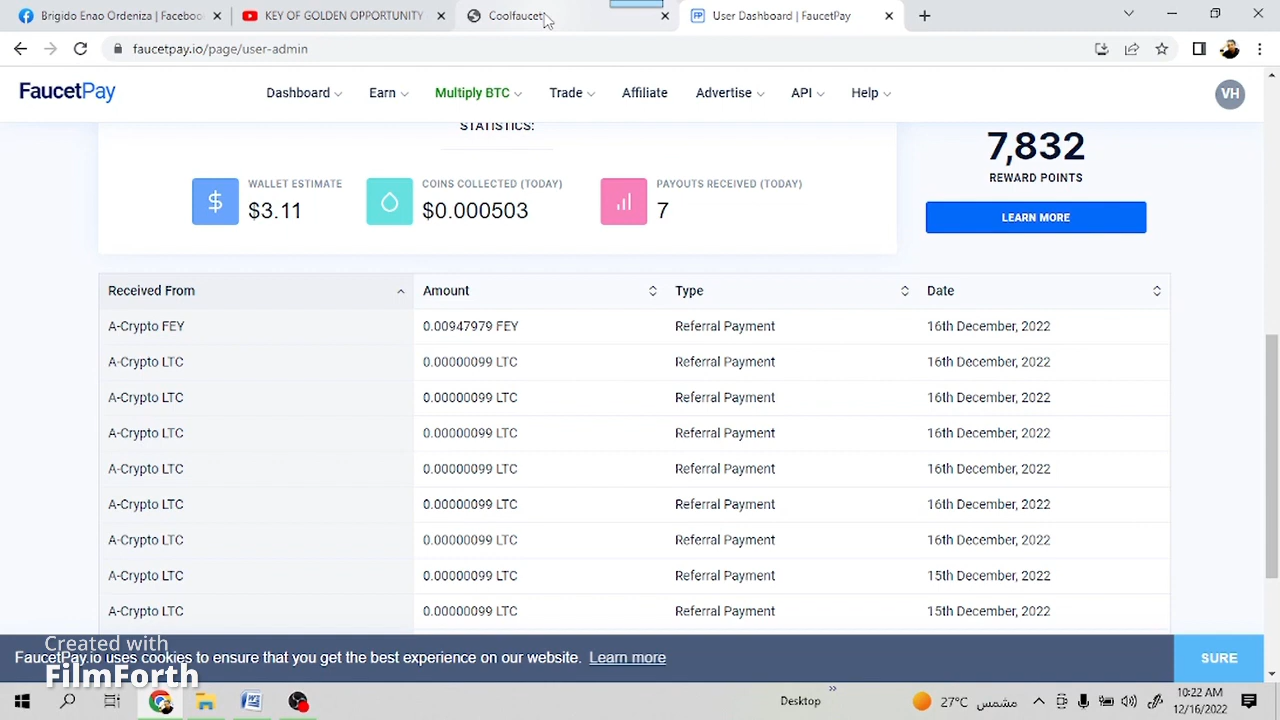 Brigido Enao Ordeniza | Faceboo
KEY OF GOLDEN OPPORTUNITY
Coolfaucet
User Dashboard | FaucetPay
faucetpay.io/page/user-admin
FaucetPay
Dashboard
Earn
Multiply BTC
Trade
Affiliate
Advertise
API
Help
VH
STATISTICS:
WALLET ESTIMATE
$3.11
COINS COLLECTED (TODAY)
$0.000503
PAYOUTS RECEIVED (TODAY)
7
7,832
REWARD POINTS
LEARN MORE
Received From Amount Type Date
A-Crypto FEY 0.00947979 FEY Referral Payment 16th December, 2022
A-Crypto LTC 0.00000099 LTC Referral Payment 16th December, 2022
A-Crypto LTC 0.00000099 LTC Referral Payment 16th December, 2022
A-Crypto LTC 0.00000099 LTC Referral Payment 16th December, 2022
A-Crypto LTC 0.00000099 LTC Referral Payment 16th December, 2022
A-Crypto LTC 0.00000099 LTC Referral Payment 16th December, 2022
A-Crypto LTC 0.00000099 LTC Referral Payment 16th December, 2022
A-Crypto LTC 0.00000099 LTC Referral Payment 15th December, 2022
A-Crypto LTC 0.00000099 LTC Referral Payment 15th December, 2022
Created with
FilmForth
FaucetPay.io uses cookies to ensure that you get the best experience on our website. Learn more
SURE
Desktop
27°C مشمس
10:22 AM
12/16/2022